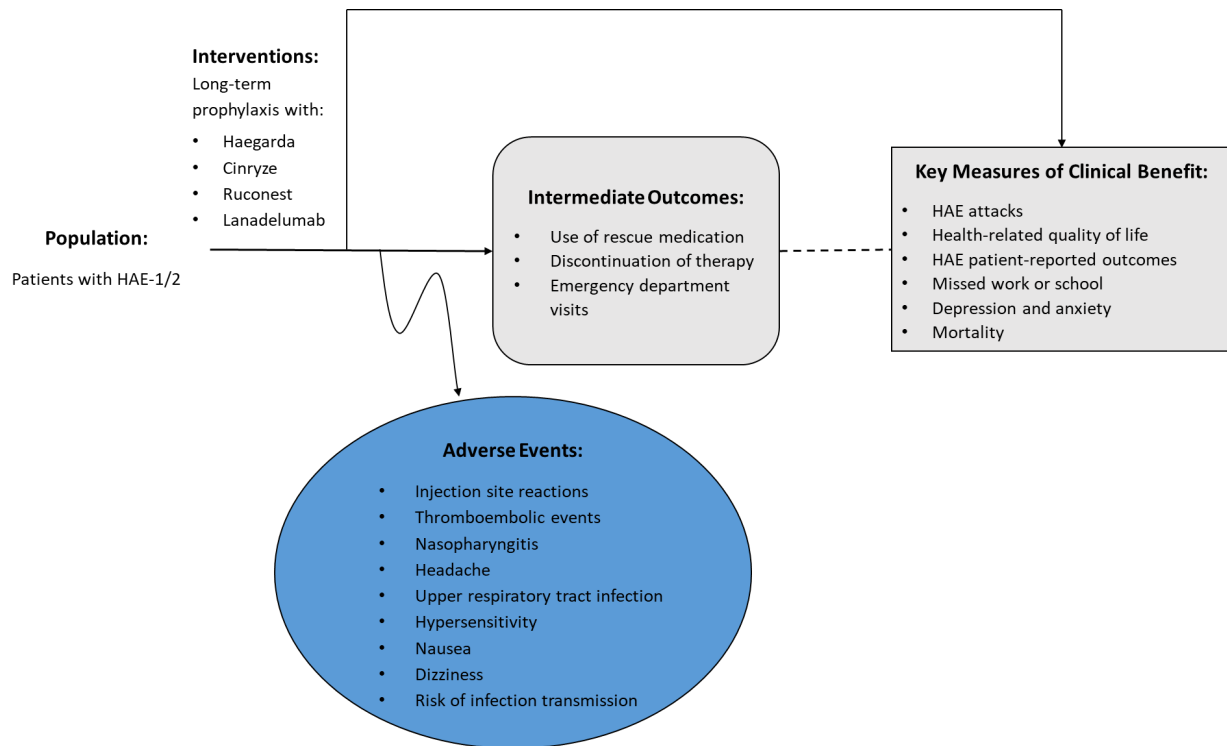 Interventions:
Long-term
prophylaxis with:
• Haegarda
• Cinryze
• Ruconest
• Lanadelumab
Population:
Patients with HAE-1/2
Intermediate Outcomes:
• Use of rescue medication
• Discontinuation of therapy
• Emergency department
visits
Key Measures of Clinical Benefit:
• HAE attacks
• Health-related quality of life
• HAE patient-reported outcomes
• Missed work or school
• Depression and anxiety
• Mortality
Adverse Events:
• Injection site reactions
• Thromboembolic events
• Nasopharyngitis
• Headache
• Upper respiratory tract infection
• Hypersensitivity
• Nausea
• Dizziness
• Risk of infection transmission